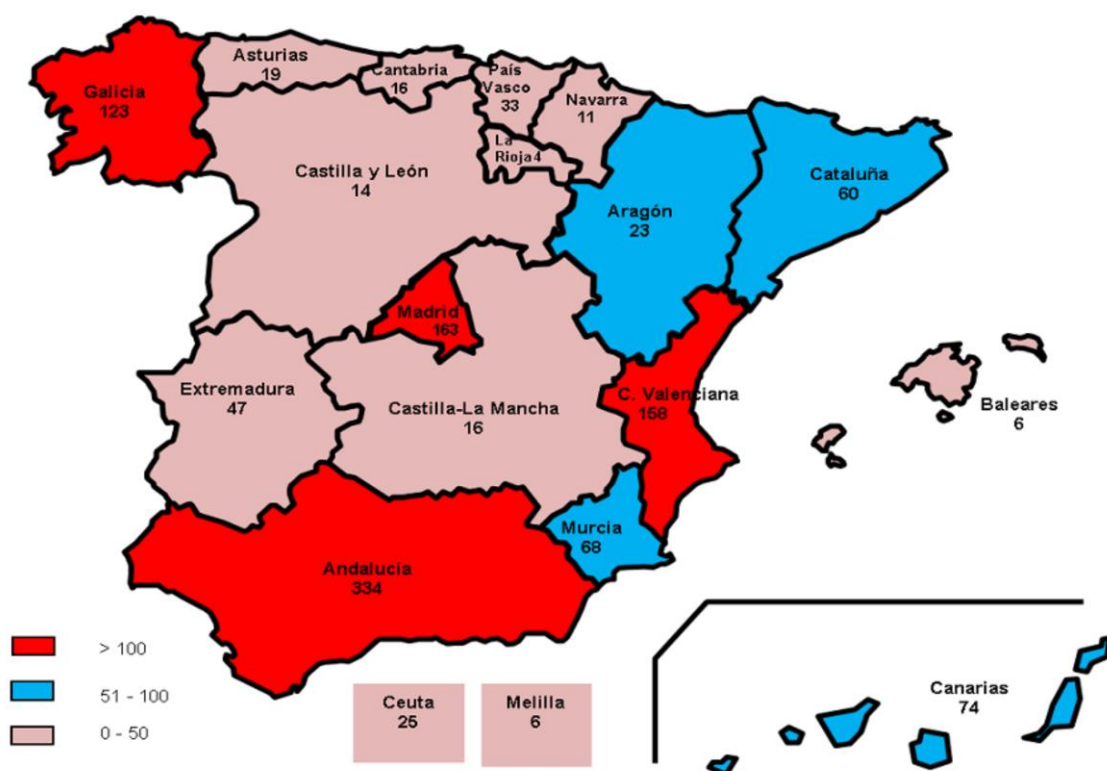 Asturias
19
Cantabria
16
País
Vasco
33
Navarra
11
Galicia
123
La
Rioja4
Castilla y León
14
Cataluña
60
Aragón
23
Madrid
163
Extremadura
47
C. Valenciana
158
Castilla-La Mancha
16
Baleares
6
Murcia
68
Andalucía
334
> 100
51 - 100
0 - 50
Ceuta
25
Melilla
6
Canarias
74